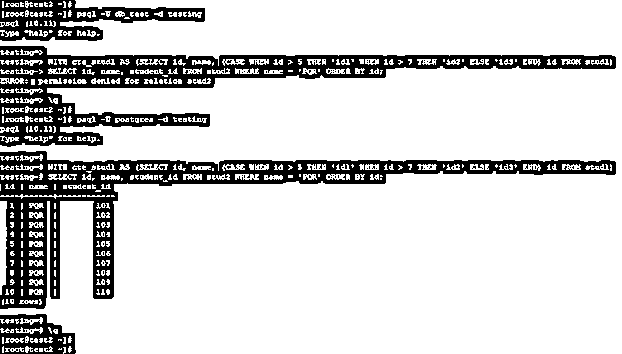 [root@test2 ~]#
[root@test2 ~]# psql -U db_test -d testing
psql (10.11)
Type "help" for help.
testing=>
testing=> WITH cte_stud1 AS (SELECT id, name, (CASE WHEN id > 5 THEN 'id1' WHEN id > 7 THEN 'id2' ELSE 'id3' END) id FROM stud1)
testing-> SELECT id, name, student_id FROM stud2 WHERE name = 'PQR' ORDER BY id;
ERROR: permission denied for relation stud2
testing=>
testing=> \q
[root@test2 ~]#
[root@test2 ~]# psql -U postgres -d testing
psql (10.11)
Type "help" for help.
testing=#
testing=# WITH cte_stud1 AS (SELECT id, name, (CASE WHEN id > 5 THEN 'id1' WHEN id > 7 THEN 'id2' ELSE 'id3' END) id FROM stud1)
testing-# SELECT id, name, student_id FROM stud2 WHERE name = 'PQR' ORDER BY id;
id | name | student_id
----+------+------------
1 | PQR | 101
2 | PQR | 102
3 | PQR | 103
4 | PQR | 104
5 | PQR | 105
6 | PQR | 106
7 | PQR | 107
8 | PQR | 108
9 | PQR | 109
10 | PQR | 110
(10 rows)
testing=#
testing=# \q
[root@test2 ~]#
[root@test2 ~]#